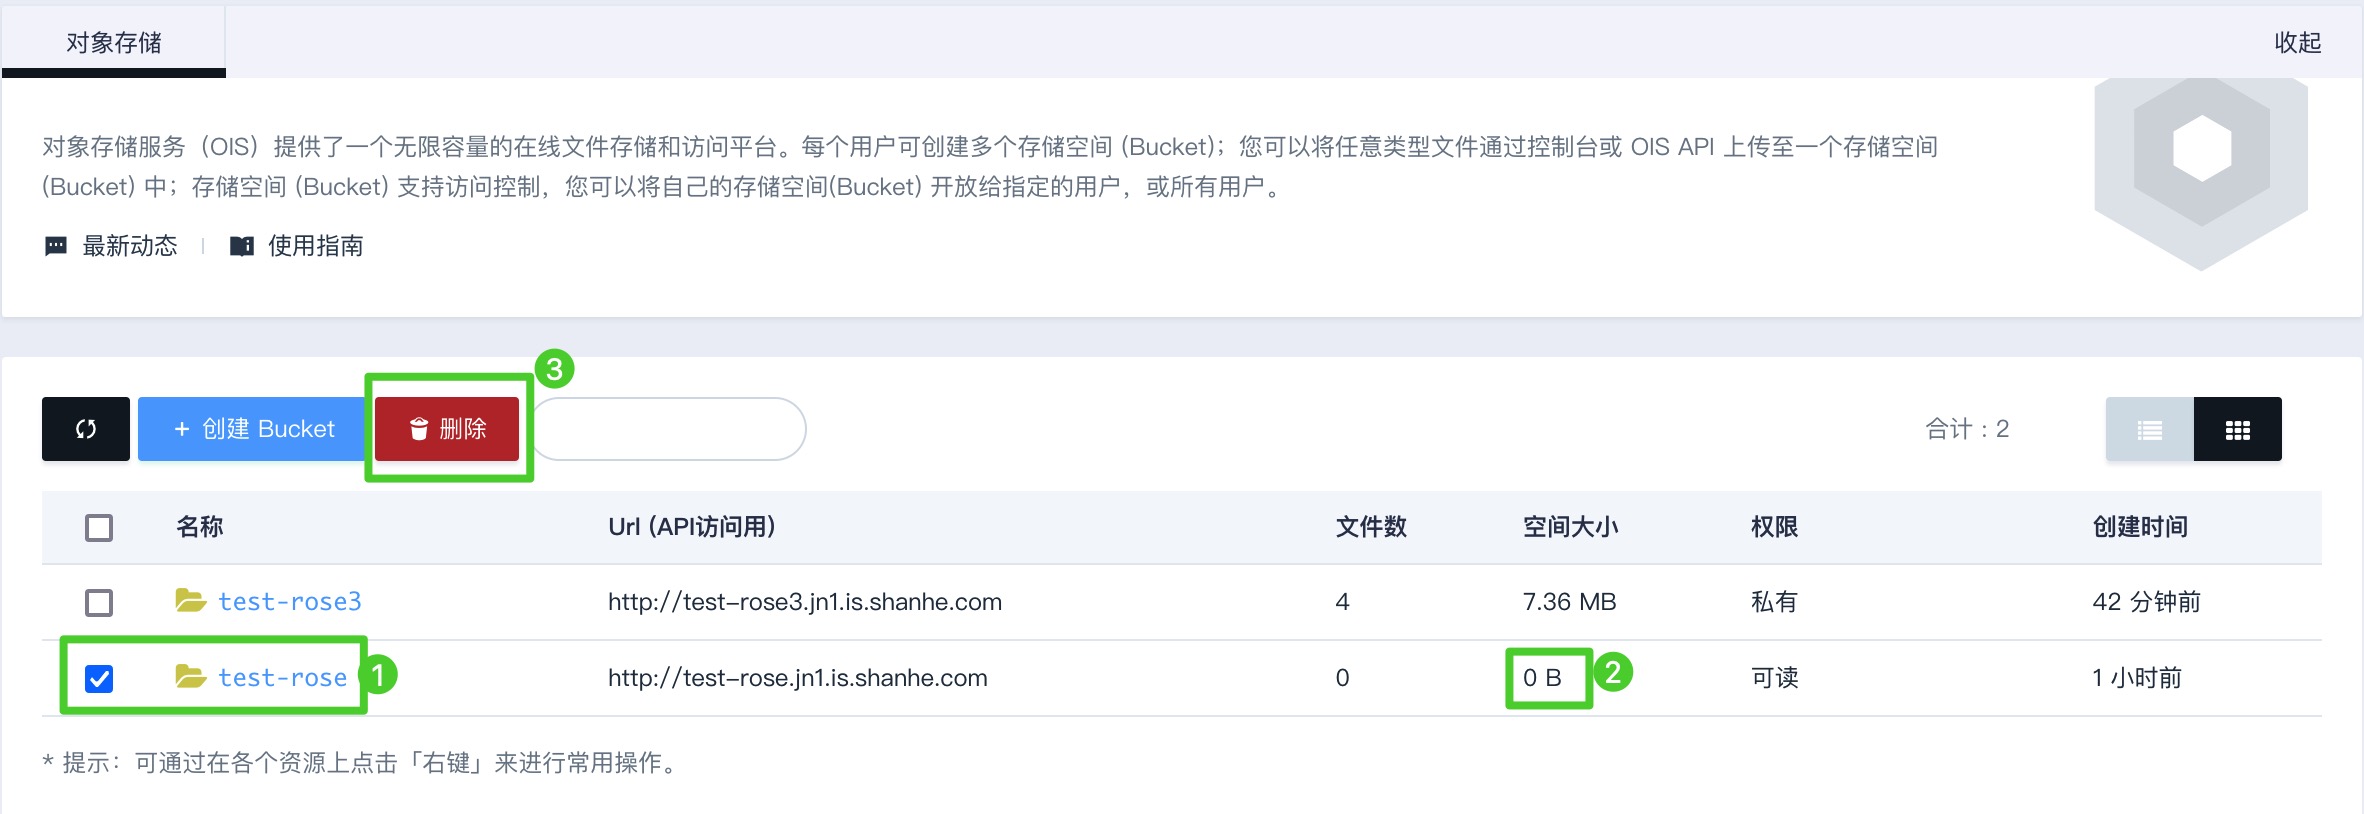 对象存储
收起
对象存储服务（OIS）提供了一个无限容量的在线文件存储和访问平台。每个用户可创建多个存储空间 (Bucket)；您可以将任意类型文件通过控制台或 OIS API 上传至一个存储空间
(Bucket) 中；存储空间 (Bucket) 支持访问控制，您可以将自己的存储空间(Bucket) 开放给指定的用户，或所有用户。
最新动态
使用指南
3
+ 创建 Bucket
删除
合计：2
名称 Url (API访问用) 文件数 空间大小 权限 创建时间
test-rose3 http://test-rose3.jn1.is.shanhe.com 4 7.36 MB 私有 42 分钟前
test-rose 1 http://test-rose.jn1.is.shanhe.com 0 0 B 2 可读 1 小时前
* 提示：可通过在各个资源上点击「右键」来进行常用操作。